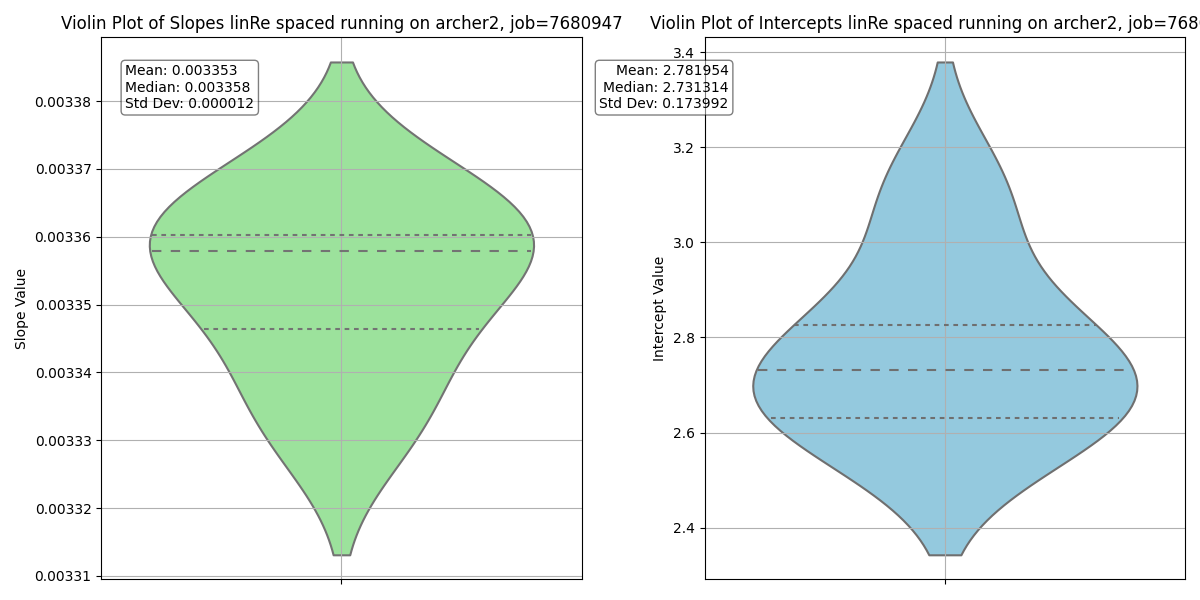 Violin Plot of Slopes linRe spaced running on archer2, job=7680947
Mean: 0.003353
Median: 0.003358
Std Dev: 0.000012
0.00338
0.00337
0.00336
0.00335
0.00334
0.00333
0.00332
0.00331
Slope Value
Violin Plot of Intercepts linRe spaced running on archer2, job=768
Mean: 2.781954
Median: 2.731314
Std Dev: 0.173992
3.4
3.2
3.0
2.8
2.6
2.4
Intercept Value